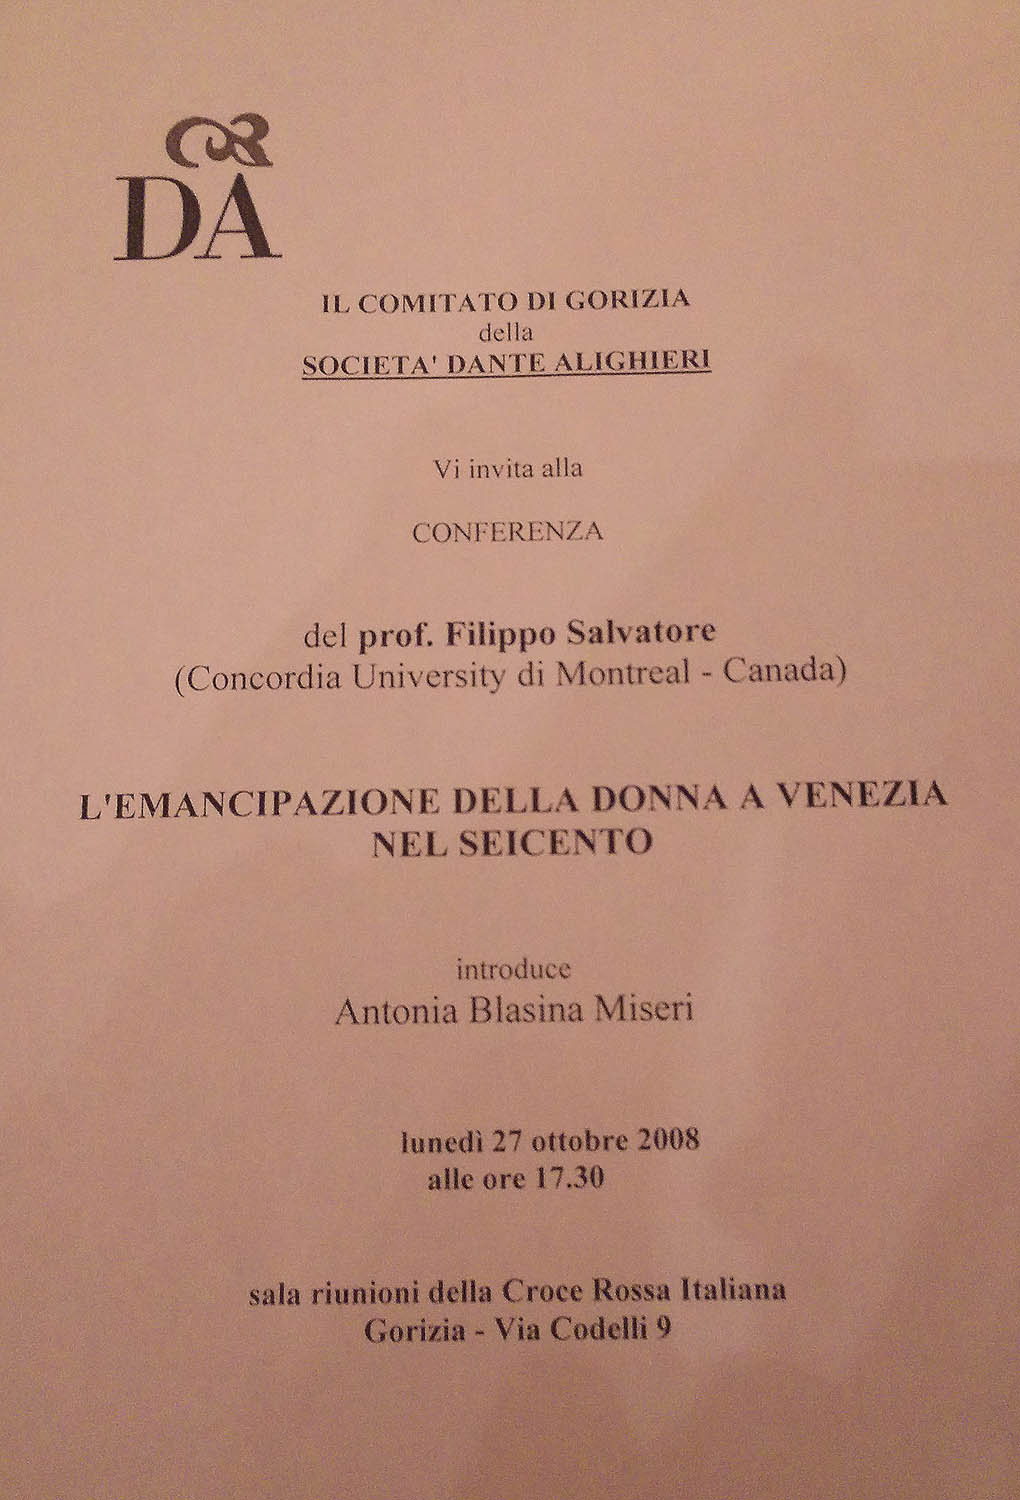 DA
IL COMITATO DI GORIZIA
della
SOCIETA' DANTE ALIGHIERI
Vi invita alla
CONFERENZA
del prof. Filippo Salvatore
(Concordia University di Montreal - Canada)
L'EMANCIPAZIONE DELLA DONNA A VENEZIA
NEL SEICENTO
introduce
Antonia Blasina Miseri
lunedì 27 ottobre 2008
alle ore 17.30
sala riunioni della Croce Rossa Italiana
Gorizia - Via Codelli 9